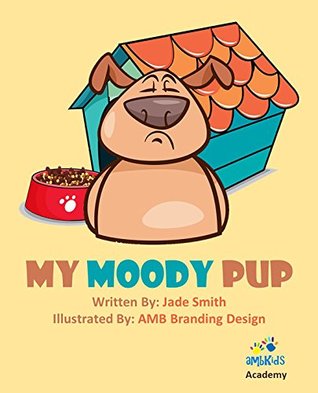 MY MOODY PUP
Written By: Jade Smith
Illustrated By: AMB Branding Design
ambKids
Academy